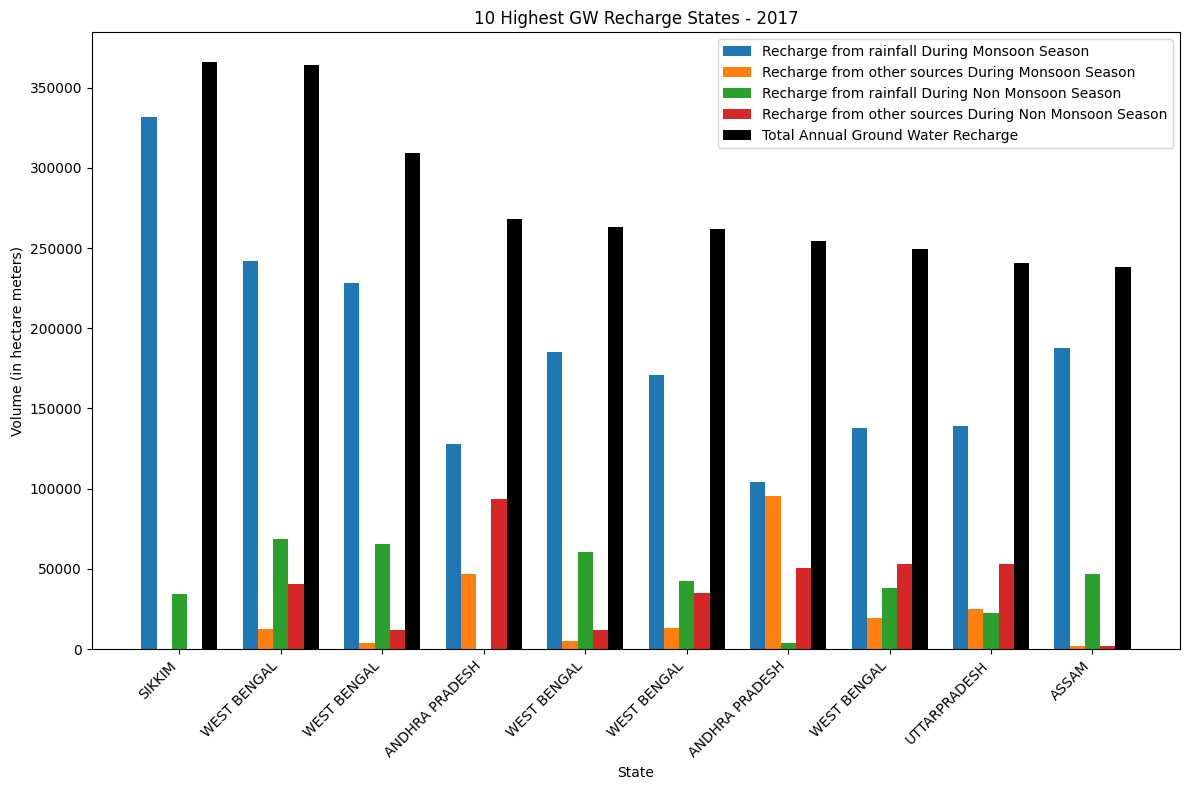 10 Highest GW Recharge States - 2017
Recharge from rainfall During Monsoon Season
Recharge from other sources During Monsoon Season
Recharge from rainfall During Non Monsoon Season
Recharge from other sources During Non Monsoon Season
Total Annual Ground Water Recharge
Volume (in hectare meters)
350000
300000
250000
200000
150000
100000
50000
0
SIKKIM
WEST BENGAL
WEST BENGAL
ANDHRA PRADESH
WEST BENGAL
WEST BENGAL
ANDHRA PRADESH
WEST BENGAL
UTTARPRADESH
ASSAM
State